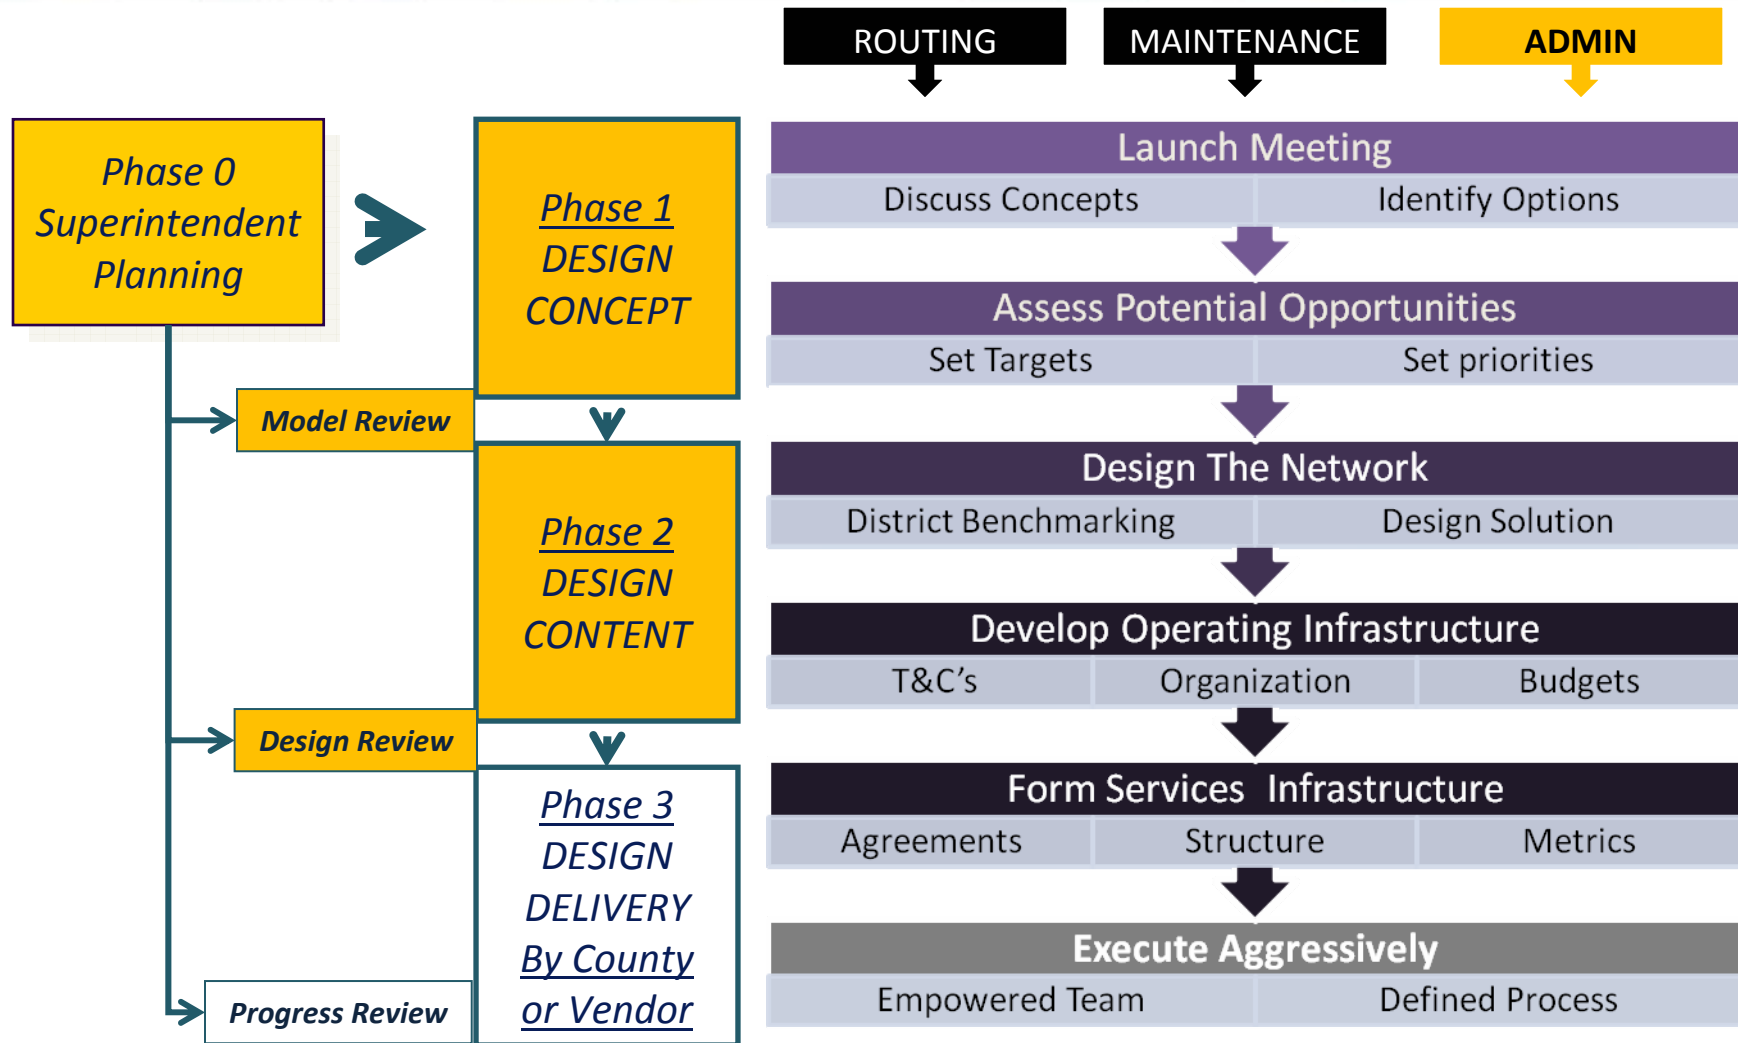 ROUTING
MAINTENANCE
ADMIN
Phase 0
Superintendent
Planning
Phase 1
DESIGN
CONCEPT
Model Review
Phase 2
DESIGN
CONTENT
Design Review
Phase 3
DESIGN
DELIVERY
By County
or Vendor
Progress Review
Launch Meeting
Discuss Concepts
Identify Options
Assess Potential Opportunities
Set Targets
Set priorities
Design The Network
District Benchmarking
Design Solution
Develop Operating Infrastructure
T&C’s
Organization
Budgets
Form Services  Infrastructure
Agreements
Structure
Metrics
Execute Aggressively
Empowered Team
Defined Process